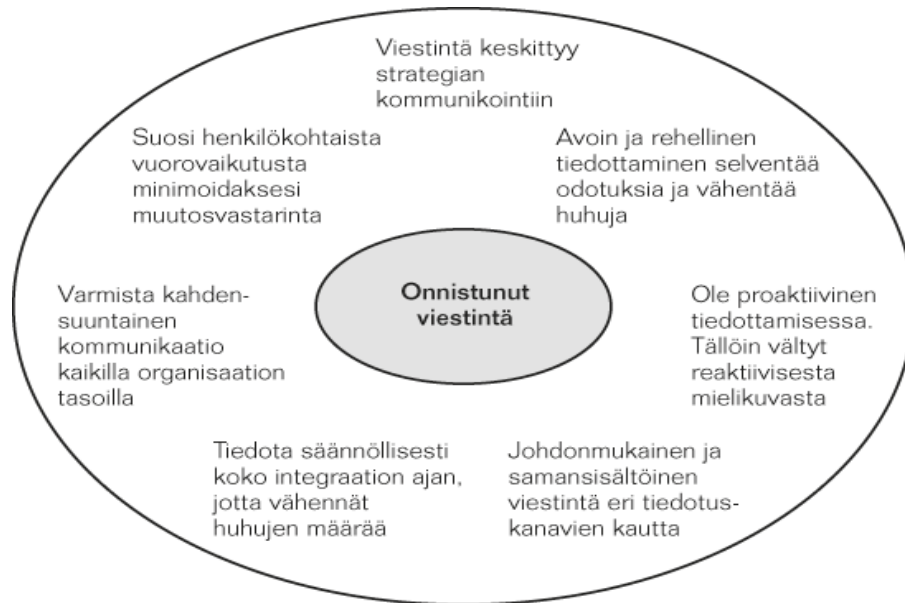 Viestintä keskittyy
strategian
kommunikointiin
Suosi henkilökohtaista
vuorovaikutusta
minimoidaksesi
muutosvastarinta
Avoin ja rehellinen
tiedottaminen selventää
odotuksia ja vähentää
huhuja
Varmista kahden-
suuntainen
kommunikaatio
kaikilla organisaation
tasoilla
Onnistunut
viestintä
Ole proaktiivinen
tiedottamisessa.
Tällöin vältyt
reaktiivisesta
mielikuvasta
Tiedota säännöllisesti
koko integraation ajan,
jotta vähennät
huhujen määrää
Johdonmukainen ja
samansisältöinen
viestintä eri tiedotus-
kanavien kautta